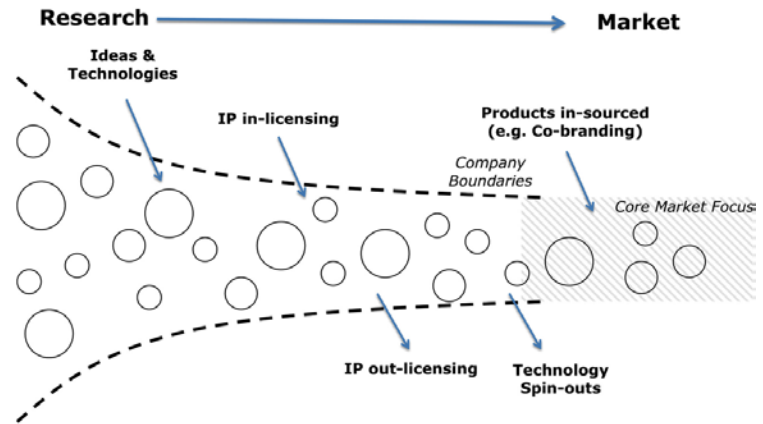 Research
Market
Ideas &
Technologies
IP in-licensing
Products in-sourced
(e.g. Co-branding)
Company
Boundaries
Core Market Focus
IP out-licensing
Technology
Spin-outs